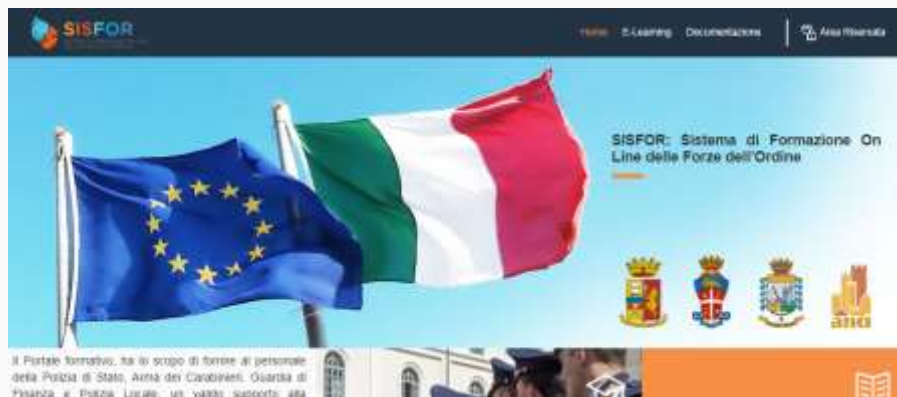 SISFOR
Home E-Learning Documentazione Area Riservata
SISFOR: Sistema di Formazione On
Line delle Forze dell'Ordine
anci
Il Portale formativo, ha lo scopo di fornire al personale
della Polizia di Stato, Arma dei Carabinieri, Guardia di
Finanza e Polizia Locale, un valido supporto alla